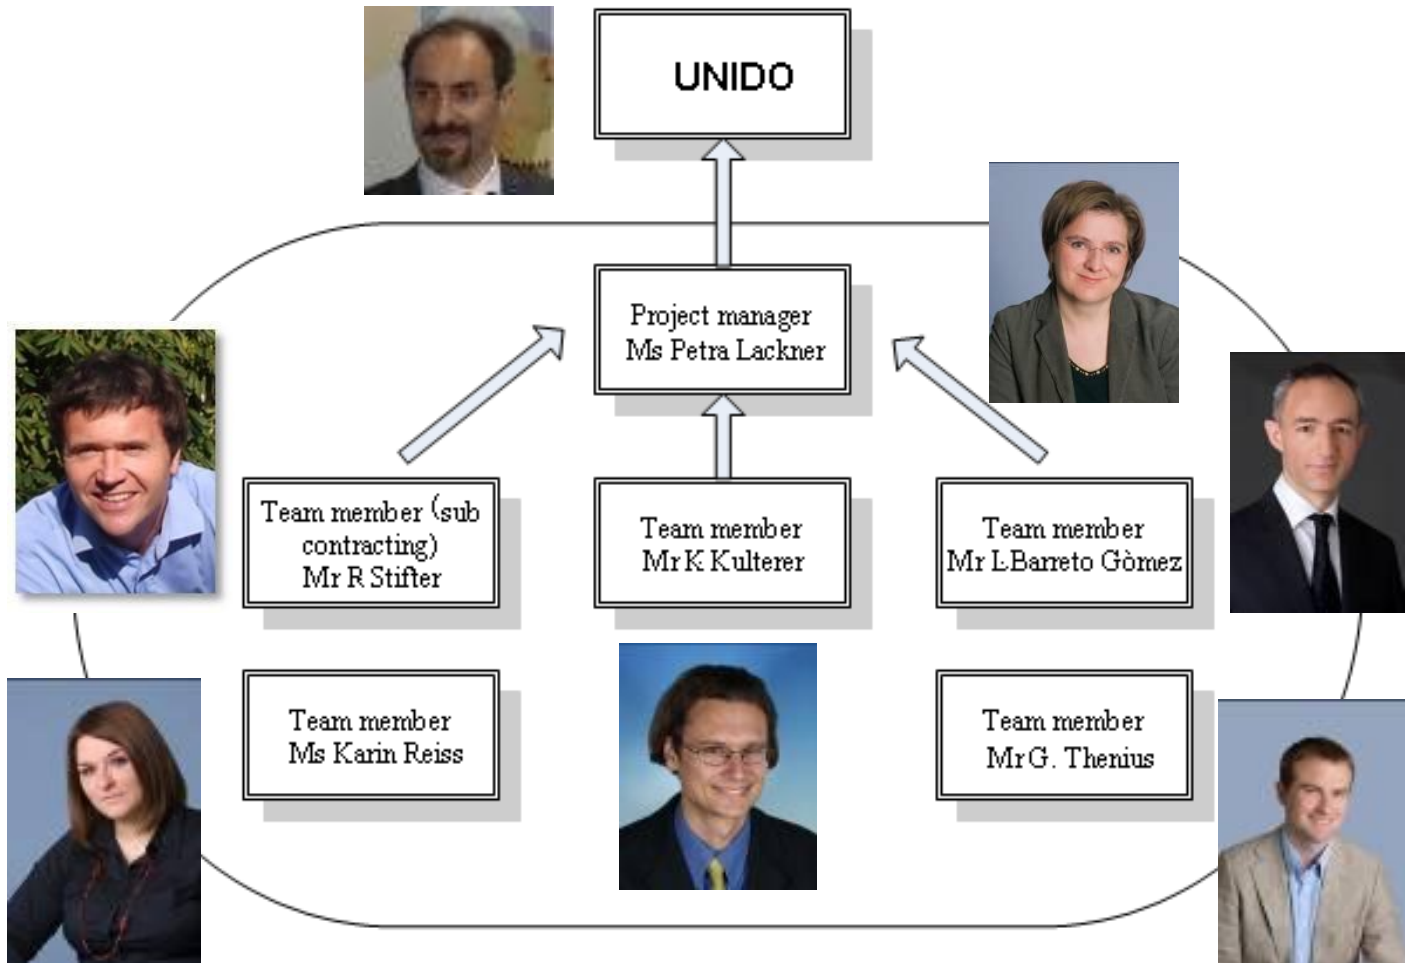 UNIDO
Project manager
Ms Petra Lackner
Team member (sub
contracting)
Mr R Stifter
Team member
Mr K Kulterer
Team member
Mr L.Barreto Gòmez
Team member
Ms Karin Reiss
Team member
Mr G. Thenius